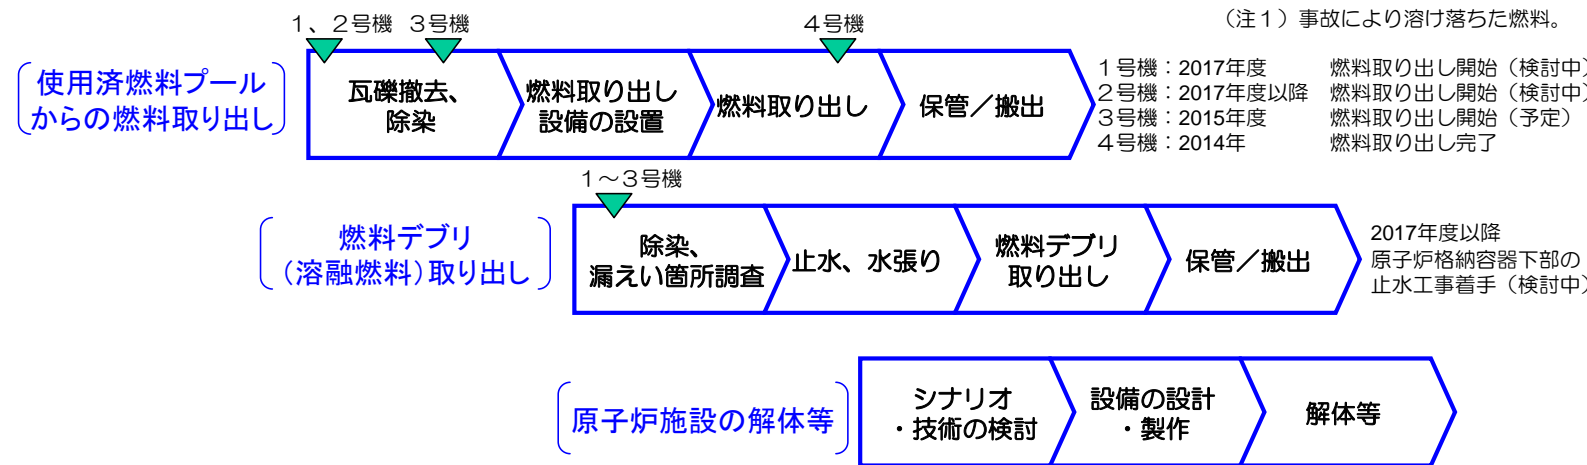 (注1)事故により溶け落ちた燃料。
1、2号機
3号機
4号機
使用済燃料プール
からの燃料取り出し
瓦礫撤去、
除染
燃料取り出し
設備の設置
燃料取り出し
保管/搬出
1号機:2017年度 燃料取り出し開始(検討中)
2号機:2017年度以降 燃料取り出し開始(検討中)
3号機:2015年度 燃料取り出し開始(予定)
4号機:2014年 燃料取り出し完了
1~3号機
燃料デブリ
(溶融燃料)取り出し
除染、
漏えい箇所調査
止水、水張り
燃料デブリ
取り出し
保管/搬出
2017年度以降
原子炉格納容器下部の
止水工事着手(検討中)
原子炉施設の解体等
シナリオ
・技術の検討
設備の設計
・製作
解体等